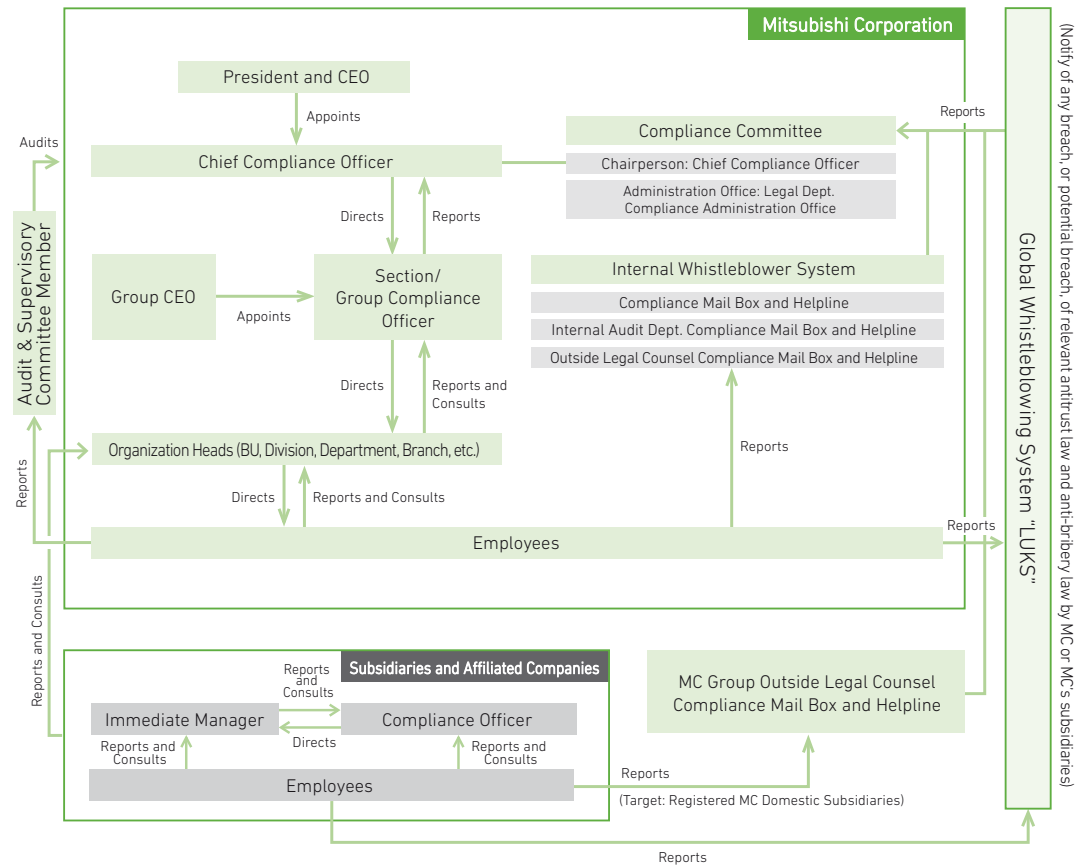 Mitsubishi Corporation
President and CEO
Appoints
Reports
Compliance Committee
Audits
Chief Compliance Officer
Chairperson: Chief Compliance Officer
Administration Office: Legal Dept.
Compliance Administration Office
Directs
Reports
Audit & Supervisory
Committee Member
Group CEO
Appoints
Section/
Group Compliance
Officer
Internal Whistleblower System
Compliance Mail Box and Helpline
Internal Audit Dept. Compliance Mail Box and Helpline
Outside Legal Counsel Compliance Mail Box and Helpline
Directs
Reports and
Consults
Organization Heads (BU, Division, Department, Branch, etc.)
Reports
Reports
Directs
Reports and Consults
Employees
Reports
Global Whistleblowing System "LUKS"
(Notify of any breach, or potential breach, of relevant antitrust law and anti-bribery law by MC or MC's subsidiaries)
Reports and Consults
Subsidiaries and Affiliated Companies
Reports
and
Consults
Immediate Manager
Compliance Officer
Directs
Reports and
Consults
Reports and
Consults
Employees
MC Group Outside Legal Counsel
Compliance Mail Box and Helpline
Reports
(Target: Registered MC Domestic Subsidiaries)
Reports